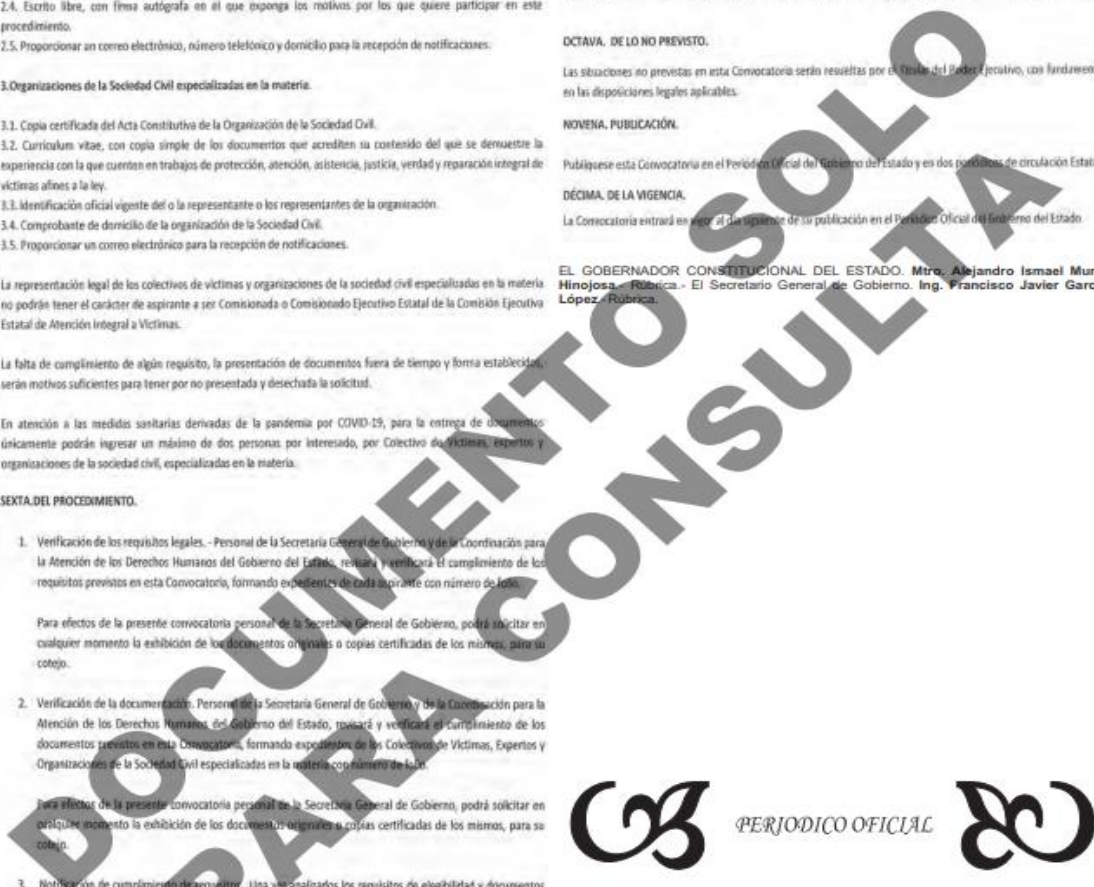 2.4. Escrito libre, con firma autógrafa en el que exponga los motivos por los que quiere participar en este
procedimiento.
2.5. Proporcionar un correo electrónico, número telefónico y domicilio para la recepción de notificaciones.
3.Organizaciones de la Sociedad Civil especializadas en la materia.
3.1. Copia certificada del Acta Constitutiva de la Organización de la Sociedad Civil.
3.2. Curriculum vitae, con copia simple de los documentos que acrediten su contenido del que se demuestre la
experiencia con la que cuenten en trabajos de protección, atención, asistencia, justicia, verdad y reparación integral de
víctimas afines a la ley.
3.3. Identificación oficial vigente del o la representante o los representantes de la organización.
3.4. Comprobante de domicilio de la organización de la Sociedad Civil.
3.5. Proporcionar un correo electrónico para la recepción de notificaciones.
La representación legal de los colectivos de víctimas y organizaciones de la sociedad civil especializadas en la materia
no podrán tener el carácter de aspirante a ser Comisionada o Comisionado Ejecutivo Estatal de la Comisión Ejecutiva
Estatal de Atención Integral a Víctimas.
La falta de cumplimiento de algún requisito, la presentación de documentos fuera de tiempo y forma establecidos,
serán motivos suficientes para tener por no presentada y desechada la solicitud.
En atención a las medidas sanitarias derivadas de la pandemia por COVID-19, para la entrega de documentos
únicamente podrán ingresar un máximo de dos personas por interesado, por Colectivo de Víctimas, expertos y
organizaciones de la sociedad civil, especializadas en la materia.
SEXTA.DEL PROCEDIMIENTO.
1. Verificación de los requisitos legales. - Personal de la Secretaría General de Gobierno y de la Coordinación para
la Atención de los Derechos Humanos del Gobierno del Estado, revisará y verificará el cumplimiento de los
requisitos previstos en esta Convocatoria, formando expedientes de cada aspirante con número de folio.
Para efectos de la presente convocatoria personal de la Secretaría General de Gobierno, podrá solicitar en
cualquier momento la exhibición de los documentos originales o copias certificadas de los mismos, para su
cotejo.
2. Verificación de la documentación. Personal de la Secretaría General de Gobierno y de la Coordinación para la
Atención de los Derechos Humanos del Gobierno del Estado, revisará y verificará el cumplimiento de los
documentos previstos en esta Convocatoria, formando expedientes de los Colectivos de Víctimas, Expertos y
Organizaciones de la Sociedad Civil especializadas en la materia con número de folio.
Para efectos de la presente convocatoria personal de la Secretaría General de Gobierno, podrá solicitar en
cualquier momento la exhibición de los documentos originales o copias certificadas de los mismos, para su
cotejo.
3. Notificación de cumplimiento de requisitos. Una vez analizados los requisitos de elegibilidad y documentos
OCTAVA. DE LO NO PREVISTO.
Las situaciones no previstas en esta Convocatoria serán resueltas por el Titular del Poder Ejecutivo, con
en las disposiciones legales aplicables.
NOVENA. PUBLICACIÓN.
Publíquese esta Convocatoria en el Periódico Oficial del Gobierno del Estado y en dos periódicos de circulación
DÉCIMA. DE LA VIGENCIA.
La Convocatoria entrará en vigor al día siguiente de su publicación en el Periódico Oficial del Gobierno del Estado.
EL GOBERNADOR CONSTITUCIONAL DEL ESTADO. Mtro. Alejandro Ismael
Hinojosa.- Rúbrica.- El Secretario General de Gobierno. Ing. Francisco Javier
López.- Rúbrica.
PERIODICO OFICIAL
DOCUMENTO SOLO
PARA CONSULTA